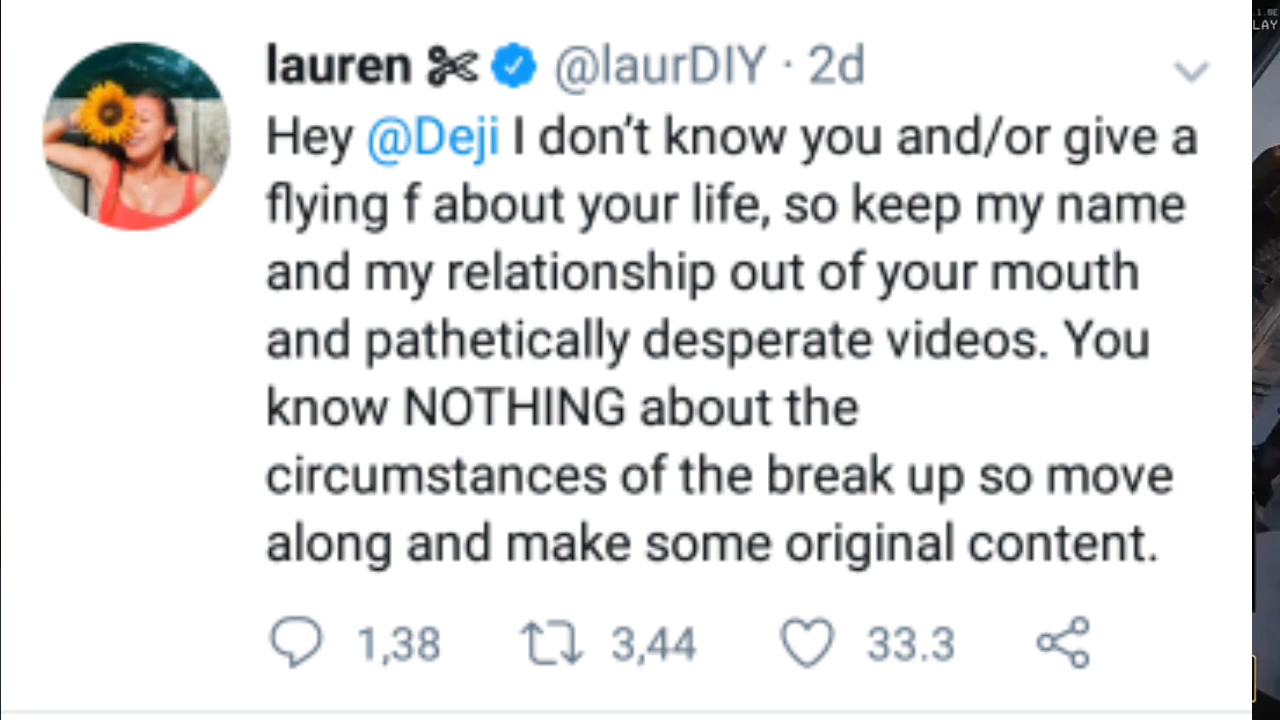 lauren ✂ @laurDIY · 2d
Hey @Deji I don't know you and/or give a
flying f about your life, so keep my name
and my relationship out of your mouth
and pathetically desperate videos. You
know NOTHING about the
circumstances of the break up so move
along and make some original content.
1,38 3,44 33.3